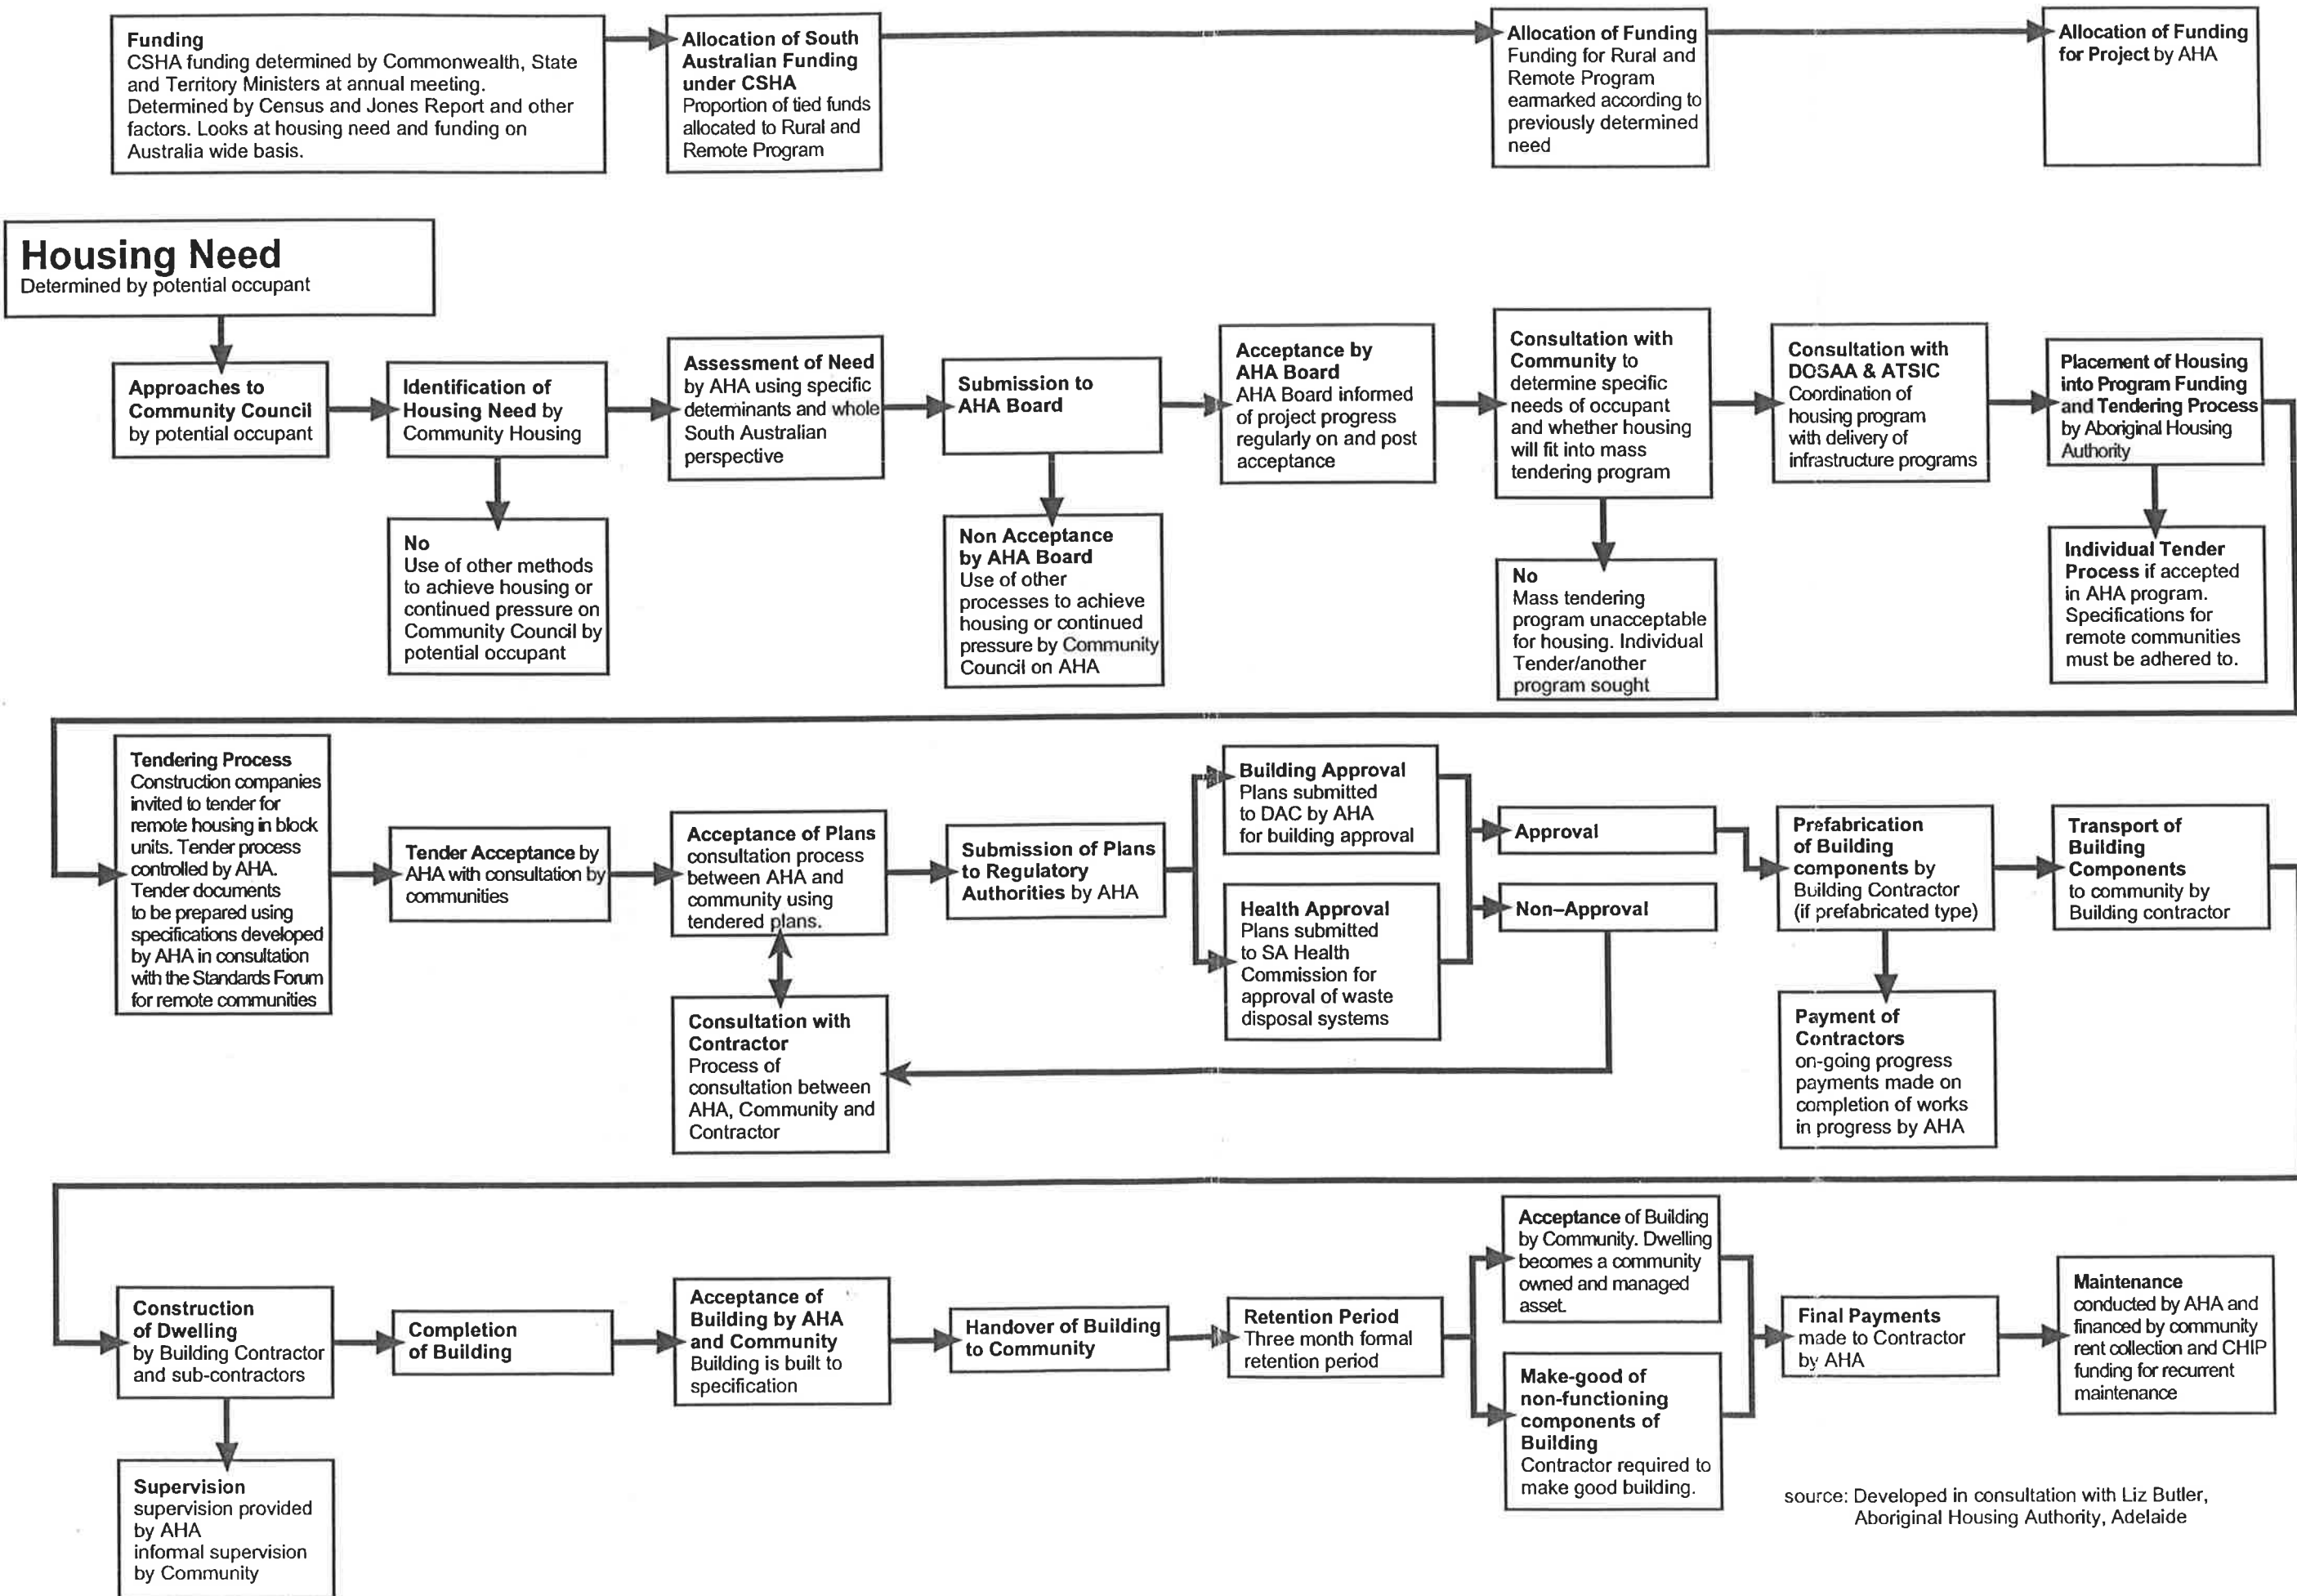 Funding
CSHA funding determined by Commonwealth, State
and Territory Ministers at annual meeting.
Determined by Census and Jones Report and other
factors. Looks at housing need and funding on
Australia wide basis.
Allocation of South
Australian Funding
under CSHA
Proportion of tied funds
allocated to Rural and
Remote Program
Allocation of Funding
Funding for Rural and
Remote Program
earmarked according to
previously determined
need
Allocation of Funding
for Project by AHA
Housing Need
Determined by potential occupant
Approaches to
Community Council
by potential occupant
Identification of
Housing Need by
Community Housing
Assessment of Need
by AHA using specific
determinants and whole
South Australian
perspective
Submission to
AHA Board
Acceptance by
AHA Board
AHA Board informed
of project progress
regularly on and post
acceptance
Consultation with
Community to
determine specific
needs of occupant
and whether housing
will fit into mass
tendering program
Consultation with
DOSAA & ATSIC
Coordination of
housing program
with delivery of
infrastructure programs
Placement of Housing
into Program Funding
and Tendering Process
by Aboriginal Housing
Authority
No
Use of other methods
to achieve housing or
continued pressure on
Community Council by
potential occupant
Non Acceptance
by AHA Board
Use of other
processes to achieve
housing or continued
pressure by Community
Council on AHA
No
Mass tendering
program unacceptable
for housing. Individual
Tender/another
program sought
Individual Tender
Process if accepted
in AHA program.
Specifications for
remote communities
must be adhered to.
Tendering Process
Construction companies
invited to tender for
remote housing in block
units. Tender process
controlled by AHA.
Tender documents
to be prepared using
specifications developed
by AHA in consultation
with the Standards Forum
for remote communities
Tender Acceptance by
AHA with consultation by
communities
Acceptance of Plans
consultation process
between AHA and
community using
tendered plans.
Submission of Plans
to Regulatory
Authorities by AHA
Building Approval
Plans submitted
to DAC by AHA
for building approval
Health Approval
Plans submitted
to SA Health
Commission for
approval of waste
disposal systems
Approval
Non–Approval
Prefabrication
of Building
components by
Building Contractor
(if prefabricated type)
Transport of
Building
Components
to community by
Building contractor
Consultation with
Contractor
Process of
consultation between
AHA, Community and
Contractor
Payment of
Contractors
on-going progress
payments made on
completion of works
in progress by AHA
Construction
of Dwelling
by Building Contractor
and sub-contractors
Completion
of Building
Acceptance of
Building by AHA
and Community
Building is built to
specification
Handover of Building
to Community
Retention Period
Three month formal
retention period
Acceptance of Building
by Community. Dwelling
becomes a community
owned and managed
asset.
Make-good of
non-functioning
components of
Building
Contractor required to
make good building.
Final Payments
made to Contractor
by AHA
Maintenance
conducted by AHA and
financed by community
rent collection and CHIP
funding for recurrent
maintenance
Supervision
supervision provided
by AHA
informal supervision
by Community
source: Developed in consultation with Liz Butler,
Aboriginal Housing Authority, Adelaide